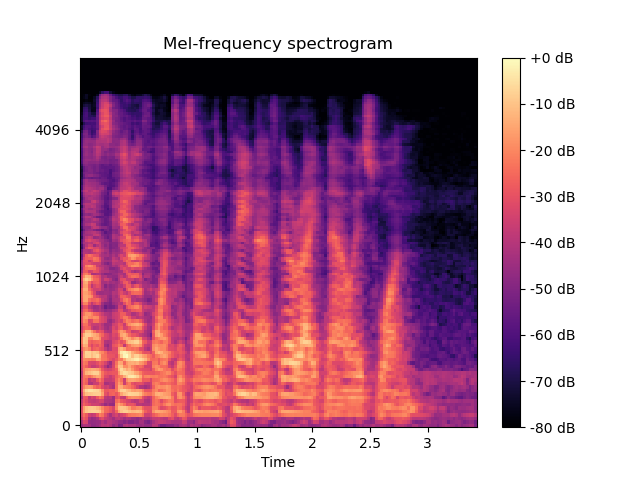 Mel-frequency spectrogram
+0 dB
4096
-10 dB
-20 dB
2048
-30 dB
Hz
-40 dB
1024
-50 dB
512
-60 dB
-70 dB
0
-80 dB
0 0.5 1 1.5 2 2.5 3
Time